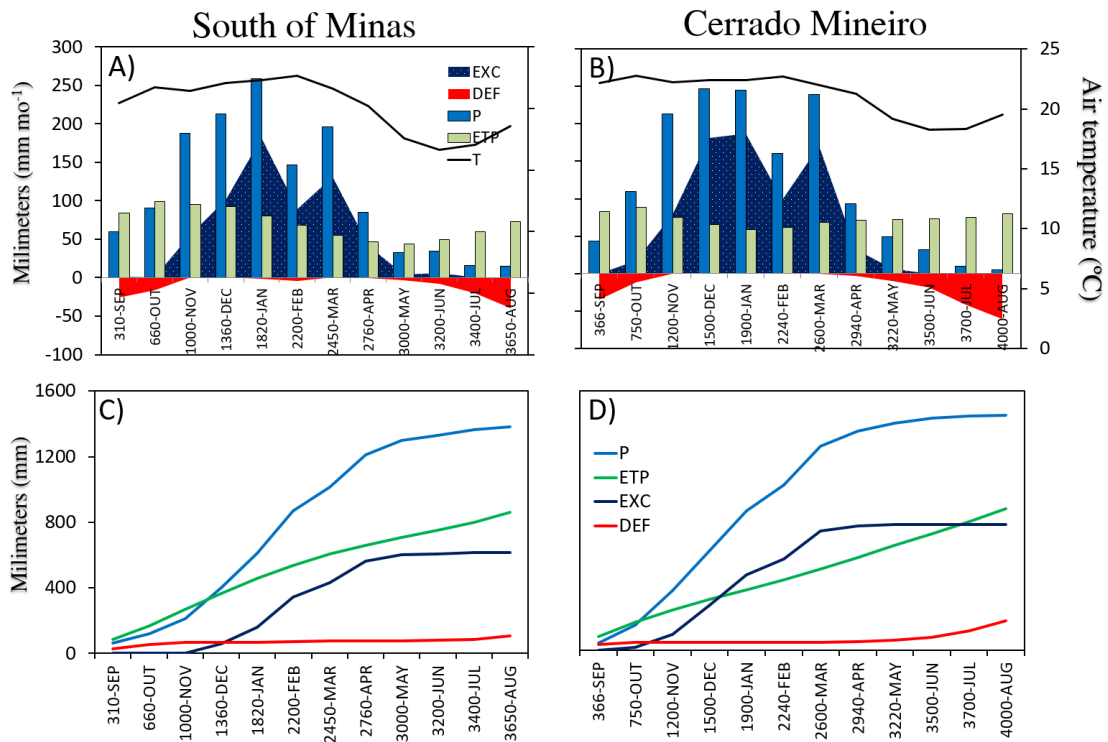 South of Minas
Cerrado Mineiro
A)
B)
300
250
200
150
100
50
0
-50
-100
Milimeters (mm mo-1)
EXC
DEF
P
ETP
T
25
20
15
10
5
0
Air temperature (ºC)
310-SEP
660-OUT
1000-NOV
1360-DEC
1820-JAN
2200-FEB
2450-MAR
2760-APR
3000-MAY
3200-JUN
3400-JUL
3650-AUG
366-SEP
750-OUT
1200-NOV
1500-DEC
1900-JAN
2240-FEB
2600-MAR
2940-APR
3220-MAY
3500-JUN
3700-JUL
4000-AUG
C)
D)
1600
1200
800
400
0
Milimeters (mm)
P
ETP
EXC
DEF
310-SEP
660-OUT
1000-NOV
1360-DEC
1820-JAN
2200-FEB
2450-MAR
2760-APR
3000-MAY
3200-JUN
3400-JUL
3650-AUG
366-SEP
750-OUT
1200-NOV
1500-DEC
1900-JAN
2240-FEB
2600-MAR
2940-APR
3220-MAY
3500-JUN
3700-JUL
4000-AUG